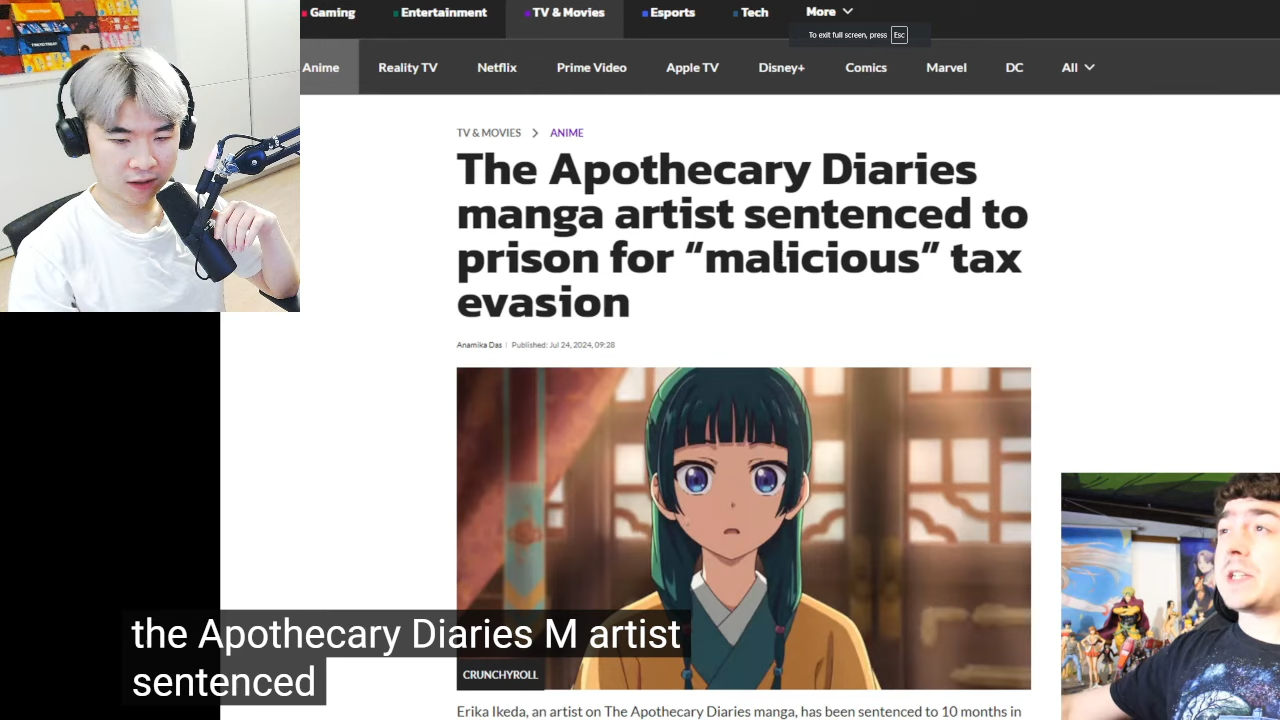 Gaming
Entertainment
TV & Movies
Esports
Tech
More
To exit full screen, press Esc
Anime
Reality TV
Netflix
Prime Video
Apple TV
Disney+
Comics
Marvel
DC
All
TV & MOVIES > ANIME
The Apothecary Diaries
manga artist sentenced to
prison for “malicious” tax
evasion
Anamika Das | Published: Jul 24, 2024, 09:28
CRUNCHYROLL
the Apothecary Diaries M artist
sentenced
Erika Ikeda, an artist on The Apothecary Diaries manga, has been sentenced to 10 months in